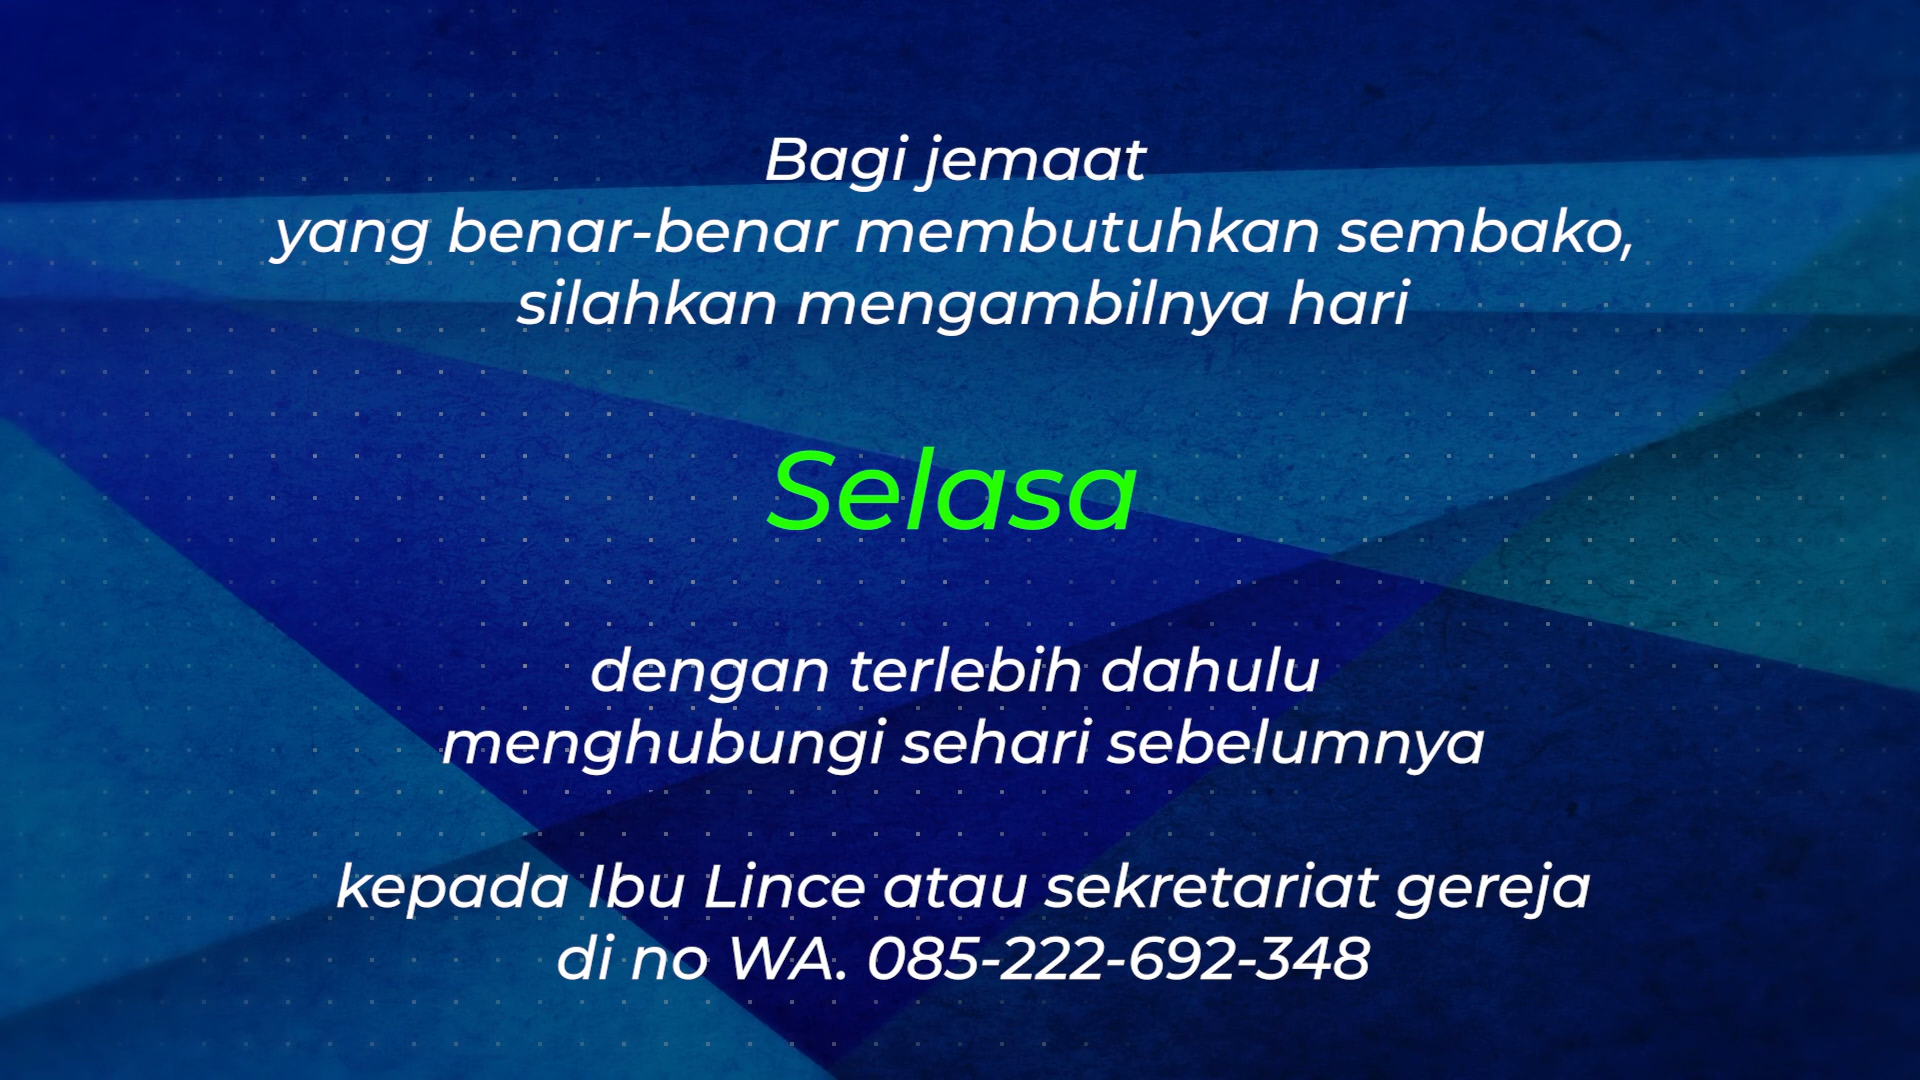 Bagi jemaat
yang benar-benar membutuhkan sembako,
silahkan mengambilnya hari
Selasa
dengan terlebih dahulu
menghubungi sehari sebelumnya
kepada Ibu Lince atau sekretariat gereja
di no WA. 085-222-692-348